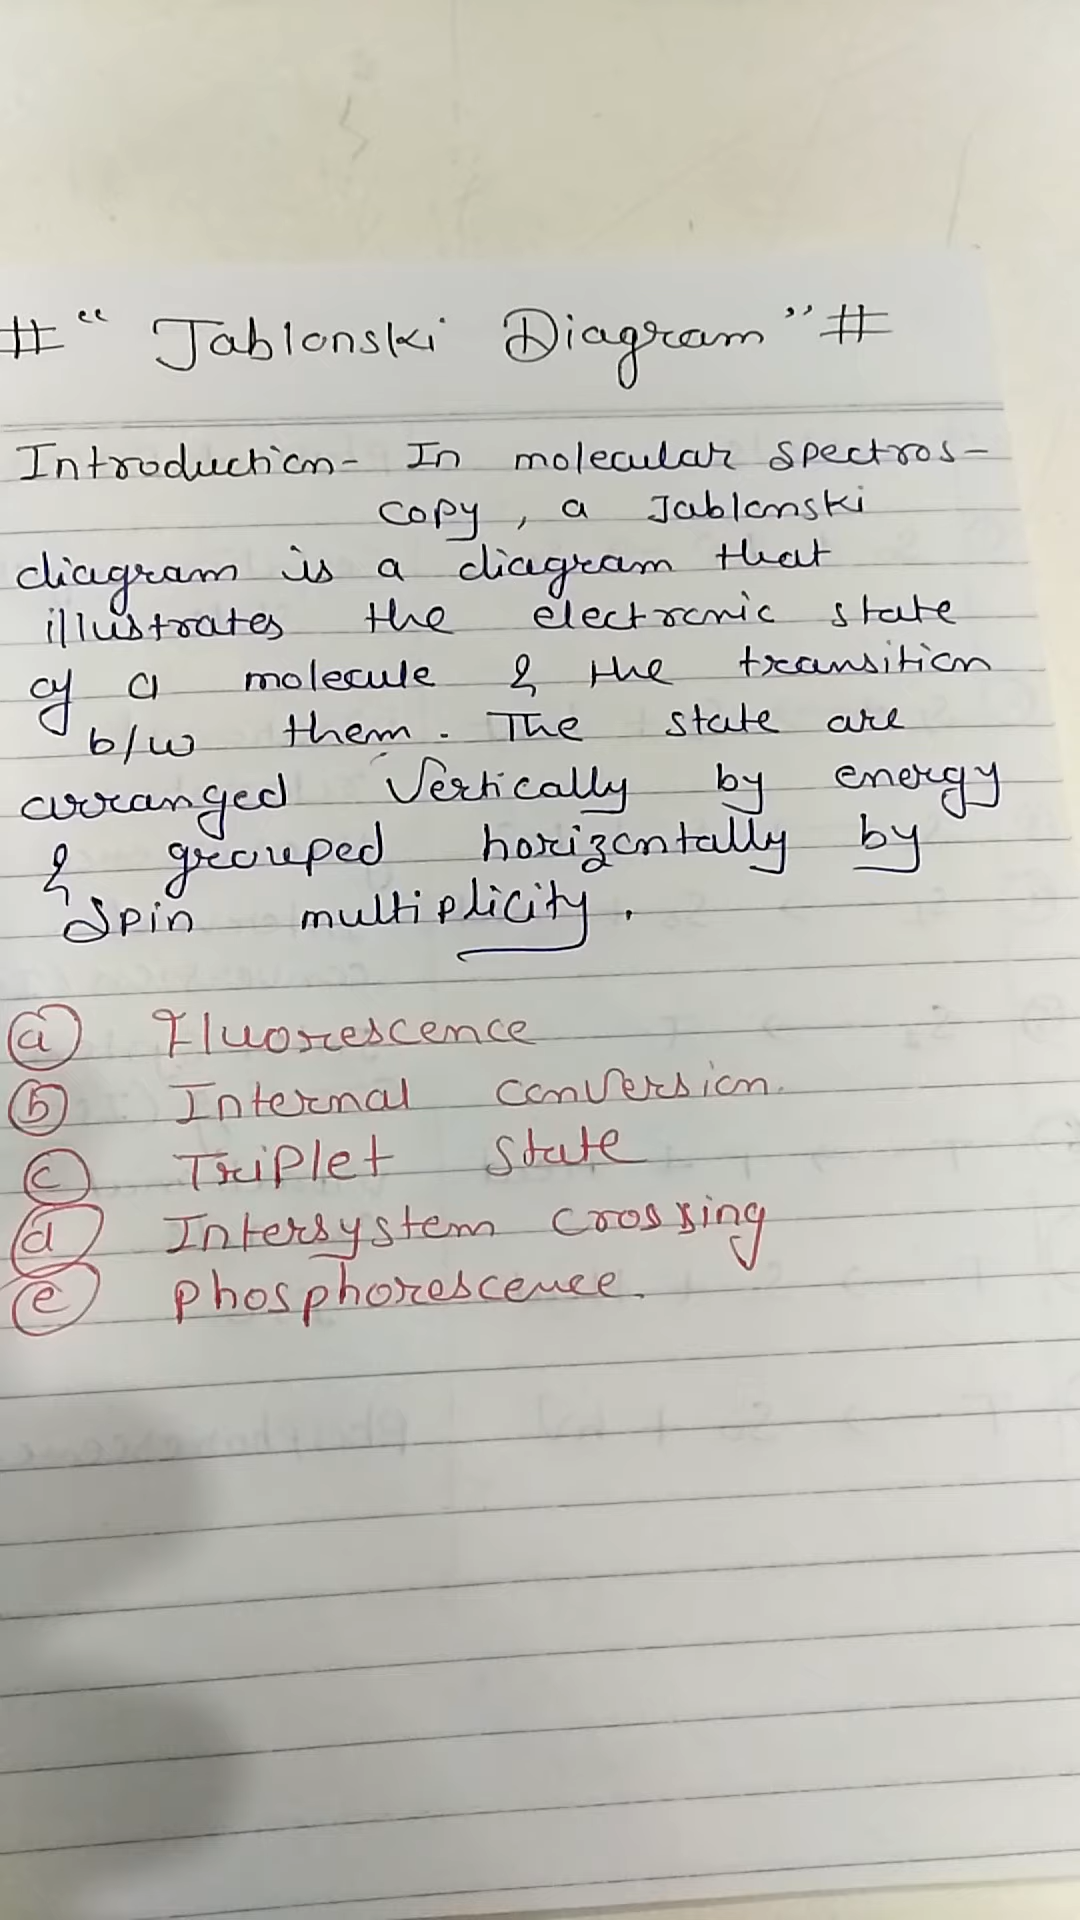 # "Jablonski Diagram" #
Introduction- In molecular spectros-
copy, a Jablonski
diagram is a diagram that
illustrates the electronic state
of a molecule & the transition
b/w them. The state are
arranged vertically by energy
& grouped horizontally by
Spin multiplicity.
(a) Fluorescence
(b) Internal conversion.
(c) Triplet state
(d) Intersystem crossing
(e) Phosphorescence.